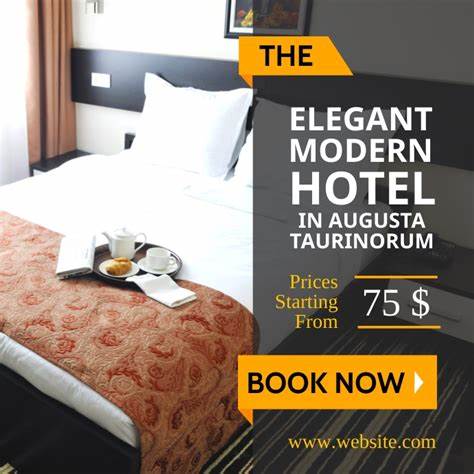 THE
ELEGANT
MODERN
HOTEL
IN AUGUSTA
TAURINORUM
Prices
Starting
From
75 $
BOOK NOW
www.website.com